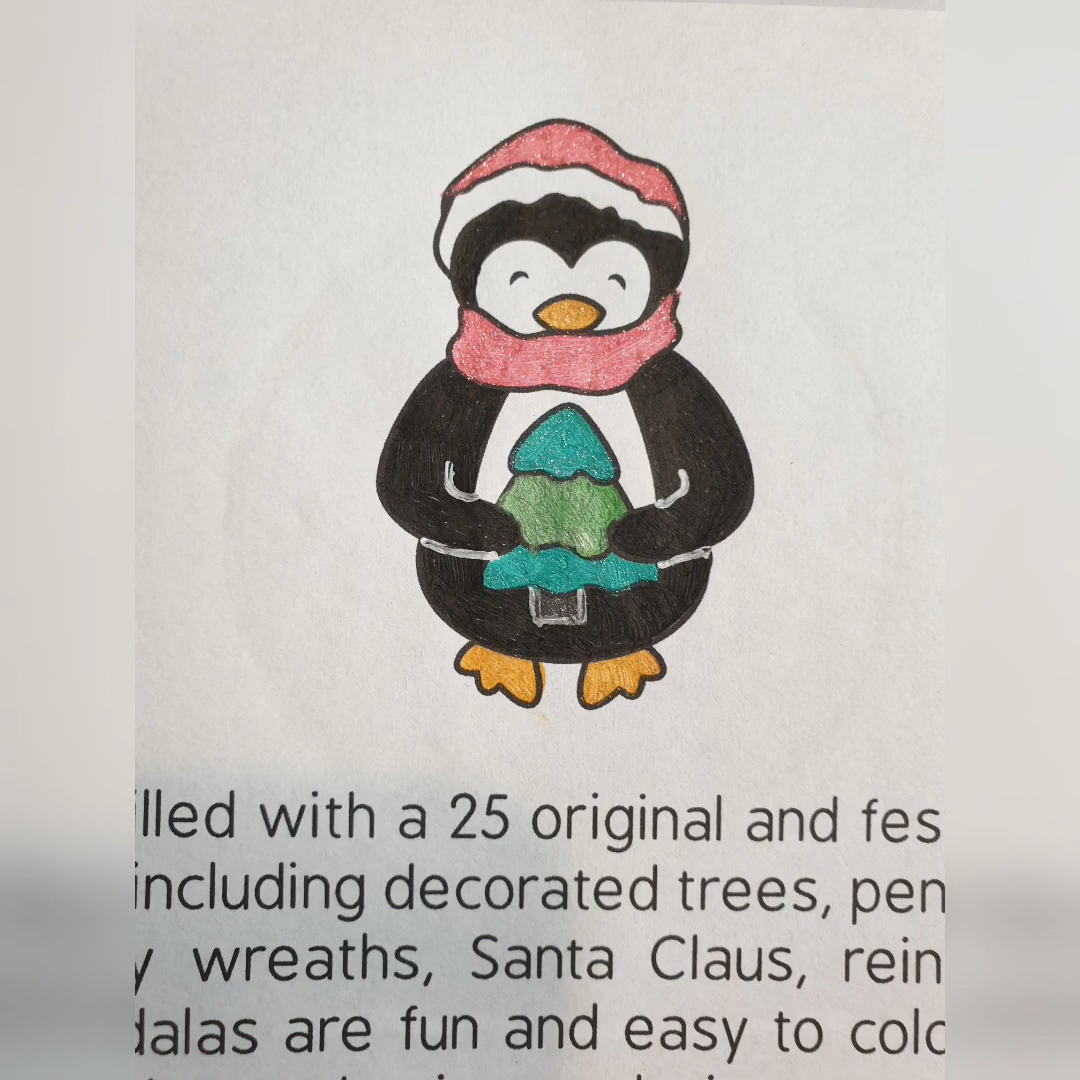 illed with a 25 original and fes
including decorated trees, pen
y wreaths, Santa Claus, rein
dalas are fun and easy to colo